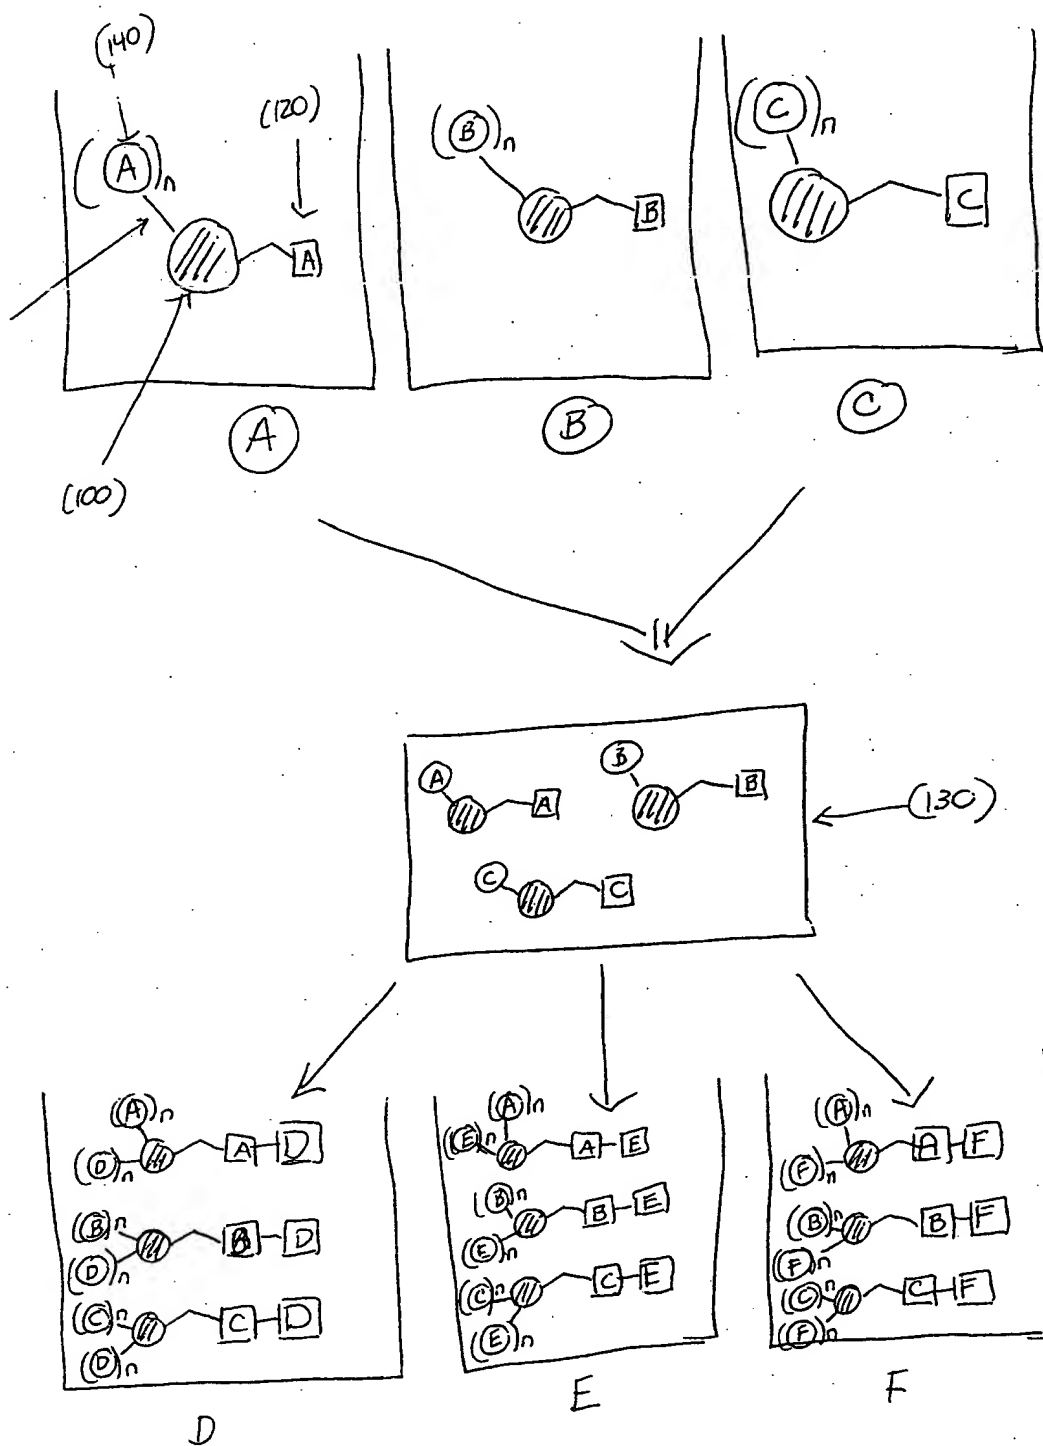 (140)
(120)
(A)n
A
(B)n
B
(C)n
C
(100)
A
B
C
A
A
B
B
C
C
(130)
(A)n
(D)n
A D
(B)n
(D)n
B D
(C)n
(D)n
C D
(A)n
(E)n
A E
(B)n
(E)n
B E
(C)n
(E)n
C E
(A)n
(F)n
A F
(B)n
(F)n
B F
(C)n
(F)n
C F
D
E
F